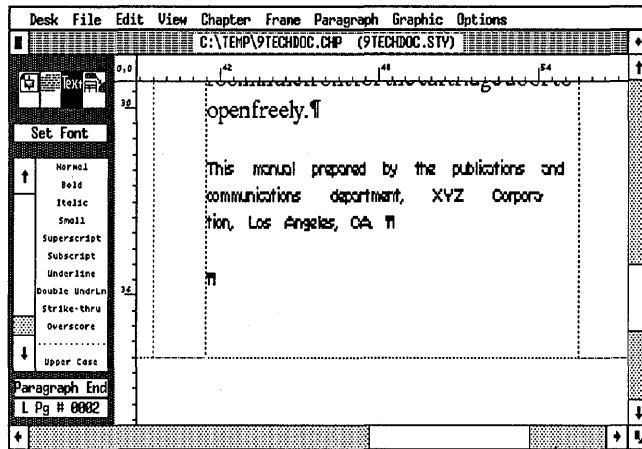 Desk File Edit View Chapter Frame Paragraph Graphic Options
C:\TEMP\9TECHDOC.CHP (9TECHDOC.STY)
0,0 42 48 54
Text
30
openfreely.¶
Set Font
Normal
Bold
Italic
Small
Superscript
Subscript
Underline
Double UndrLn
Strike-thru
Overscore
Upper Case
This manual prepared by the publications and
communications department, XYZ Corpora-
tion, Los Angeles, CA. ¶
¶
36
Paragraph End
L Pg # 0002